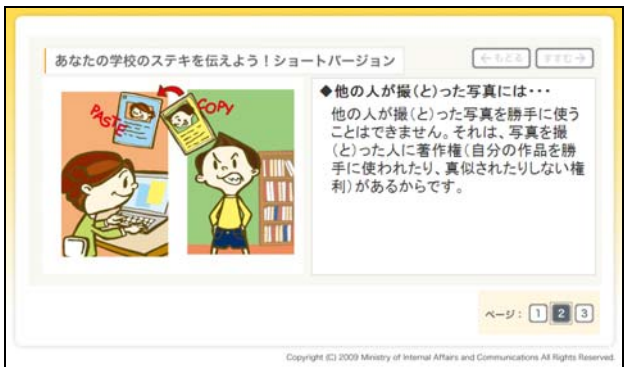 あなたの学校のステキを伝えよう！ショートバージョン
←もどる
すすむ→
PASTE
COPY
◆他の人が撮（と）った写真には・・・
他の人が撮（と）った写真を勝手に使う
ことはできません。それは、写真を撮
（と）った人に著作権（自分の作品を勝
手に使われたり、真似されたりしない権
利）があるからです。
ページ： 1 2 3
Copyright (C) 2009 Ministry of Internal Affairs and Communications All Rights Reserved.